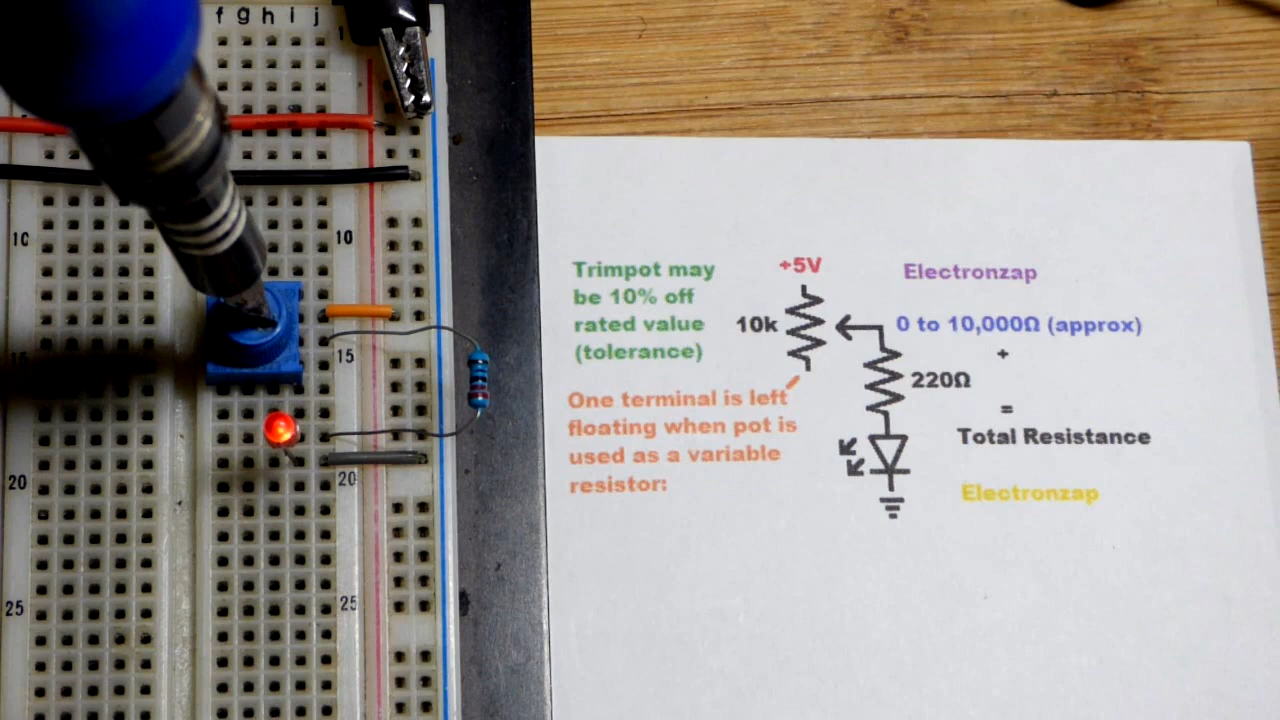 f g h i j
1
10
10
15
15
20
20
25
25
Trimpot may
be 10% off
rated value
(tolerance)
One terminal is left
floating when pot is
used as a variable
resistor:
+5V
10k
Electronzap
0 to 10,000Ω (approx)
+
220Ω
=
Total Resistance
Electronzap